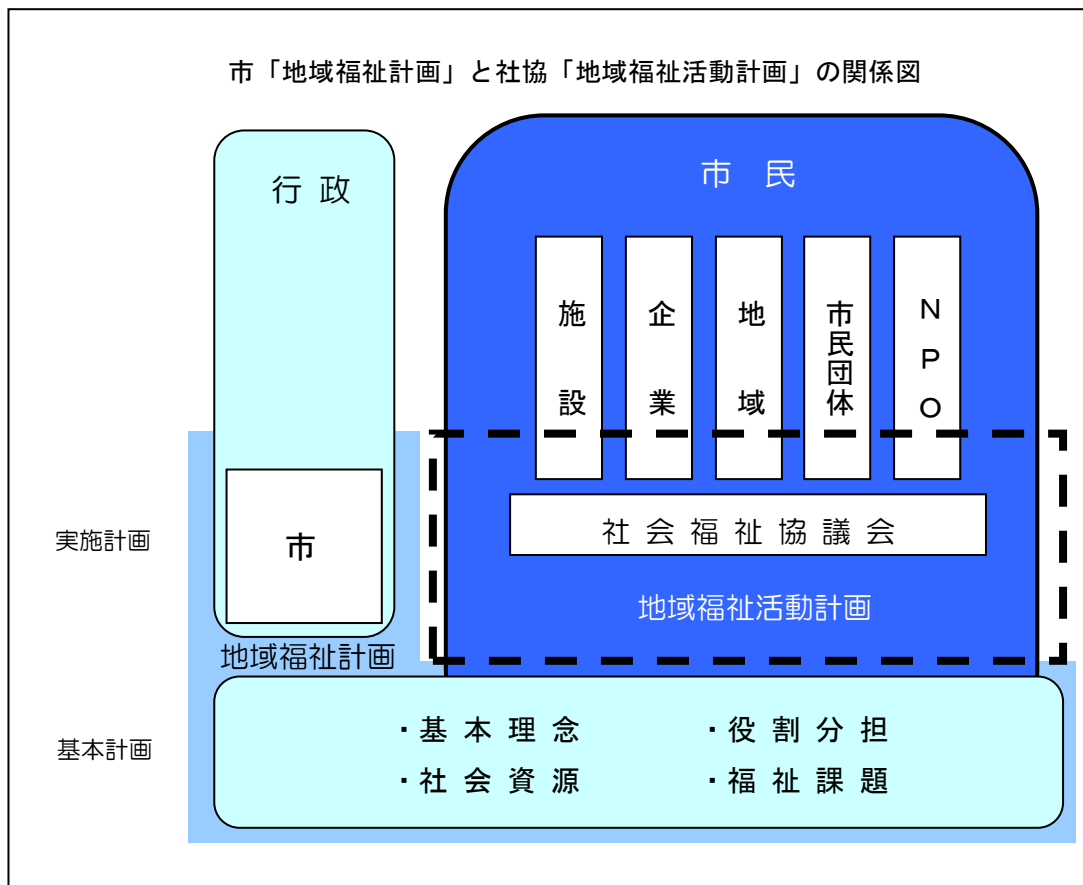 市「地域福祉計画」と社協「地域福祉活動計画」の関係図
行政
市民
施設
企業
地域
市民団体
NPO
実施計画
市
社会福祉協議会
地域福祉活動計画
地域福祉計画
基本計画
・基本理念
・役割分担
・社会資源
・福祉課題